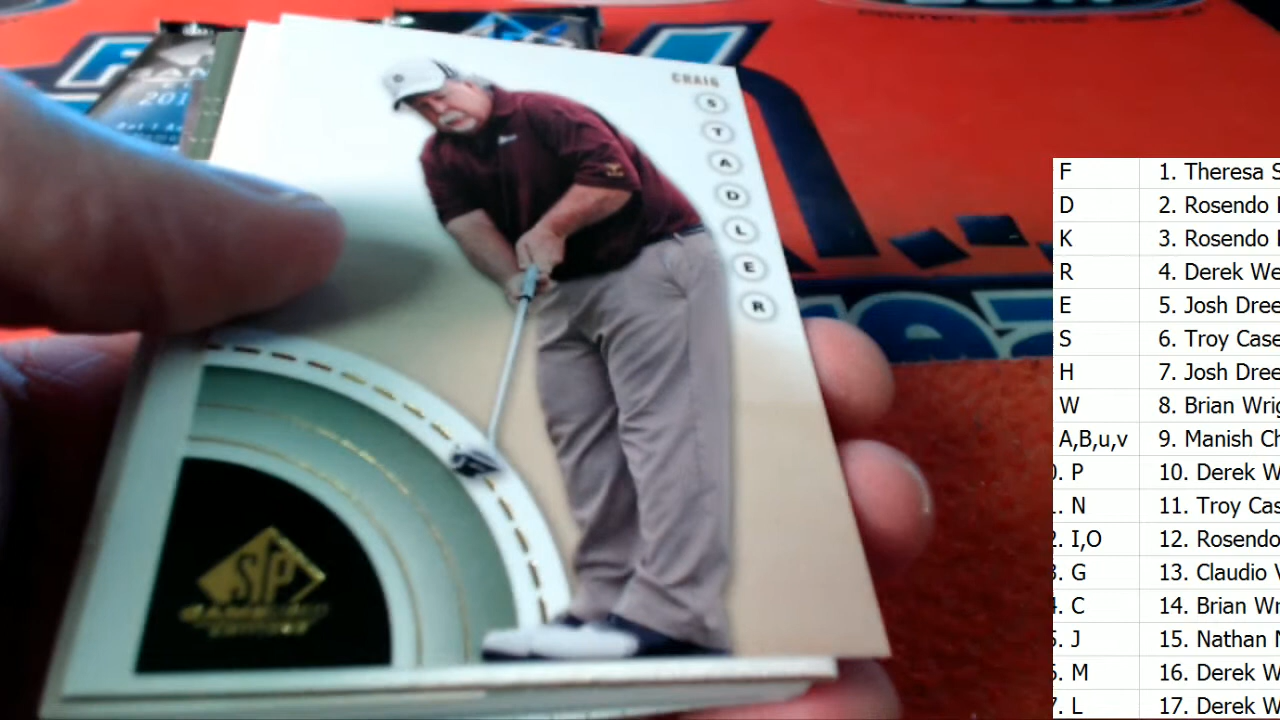 CRAIG
STADLER
SP
F 1. Theresa S
D 2. Rosendo
K 3. Rosendo
R 4. Derek We
E 5. Josh Dree
S 6. Troy Case
H 7. Josh Dree
W 8. Brian Wrig
A,B,u,v 9. Manish Ch
. P 10. Derek W
. N 11. Troy Cas
. I,O 12. Rosendo
. G 13. Claudio V
. C 14. Brian Wr
. J 15. Nathan
. M 16. Derek W
. L 17. Derek W